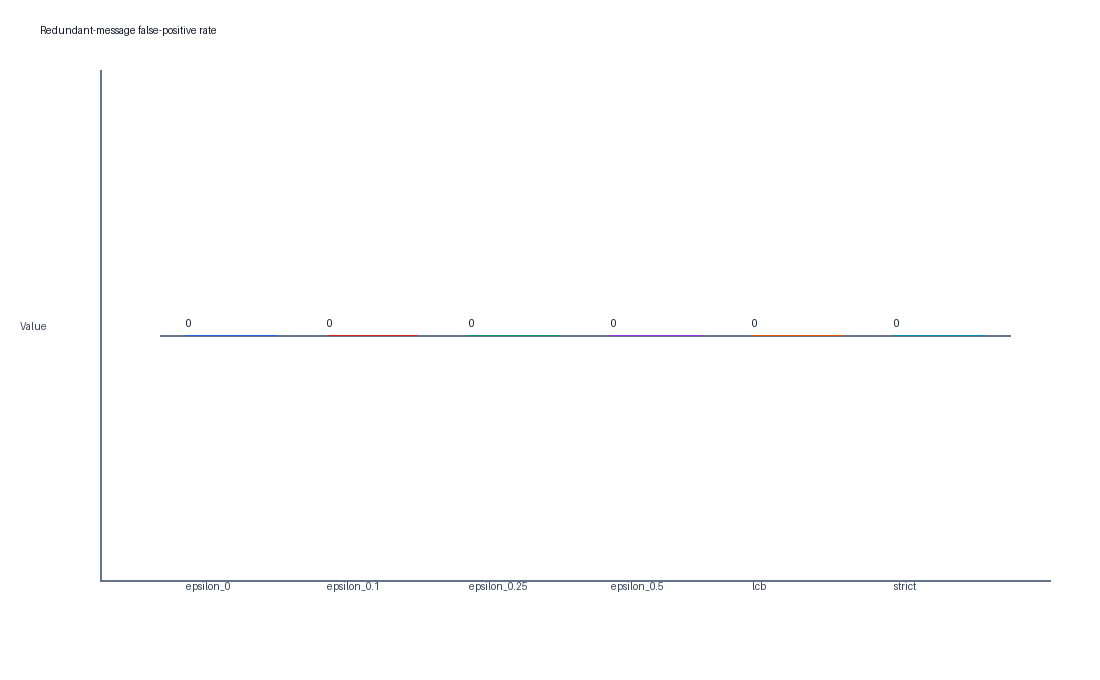 Redundant-message false-positive rate
0 0 0 0 0 0
Value
epsilon_0 epsilon_0.1 epsilon_0.25 epsilon_0.5 lcb strict